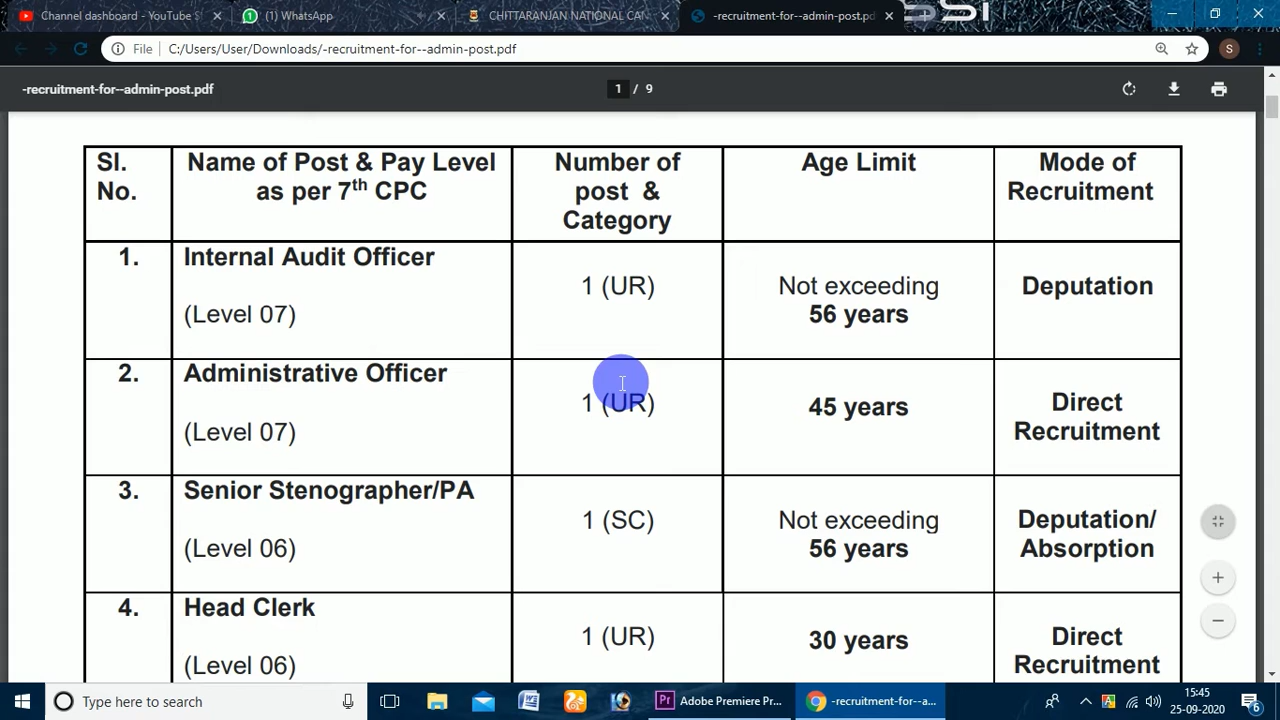 Channel dashboard - YouTube S
(1) WhatsApp
CHITTARANJAN NATIONAL CAN
-recruitment-for--admin-post.pdf
File
C:/Users/User/Downloads/-recruitment-for--admin-post.pdf
S
-recruitment-for--admin-post.pdf
1 / 9
Sl. No.
Name of Post & Pay Level as per 7th CPC
Number of post & Category
Age Limit
Mode of Recruitment
1.
Internal Audit Officer
(Level 07)
1 (UR)
Not exceeding
56 years
Deputation
2.
Administrative Officer
(Level 07)
1 (UR)
45 years
Direct
Recruitment
3.
Senior Stenographer/PA
(Level 06)
1 (SC)
Not exceeding
56 years
Deputation/
Absorption
4.
Head Clerk
(Level 06)
1 (UR)
30 years
Direct
Recruitment
Type here to search
Adobe Premiere Pr...
-recruitment-for--a...
15:45
25-09-2020
6